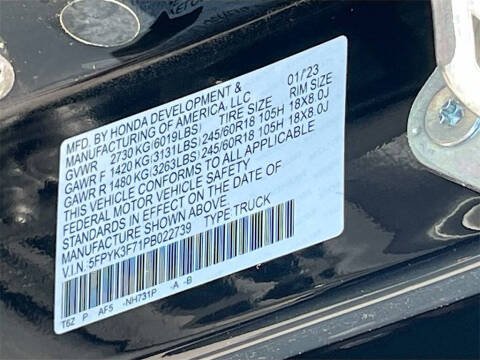 MFD. BY HONDA DEVELOPMENT &
MANUFACTURING OF AMERICA, LLC 01/'23
GVWR 2730 KG(6019LBS) TIRE SIZE RIM SIZE
GAWR F 1420 KG(3131LBS) 245/60R18 105H 18X8.0J
GAWR R 1480 KG(3263LBS) 245/60R18 105H 18X8.0J
THIS VEHICLE CONFORMS TO ALL APPLICABLE
FEDERAL MOTOR VEHICLE SAFETY
STANDARDS IN EFFECT ON THE DATE OF
MANUFACTURE SHOWN ABOVE.
V.I.N: 5FPYK3F71PB022739 TYPE: TRUCK
T6Z P AF5 -NH731P -A -B